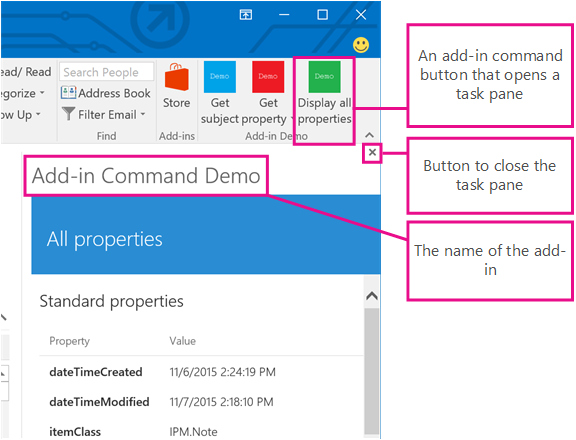 ead/ Read
egorize
ow Up
Search People
Address Book
Filter Email
Find
Store
Add-ins
Demo
Get
subject
Demo
Get
property
Demo
Display all
properties
Add-in Demo
An add-in command
button that opens a
task pane
Button to close the
task pane
The name of the add-
in
Add-in Command Demo
All properties
Standard properties
Property Value
dateTimeCreated 11/6/2015 2:24:19 PM
dateTimeModified 11/7/2015 2:18:10 PM
itemClass IPM.Note